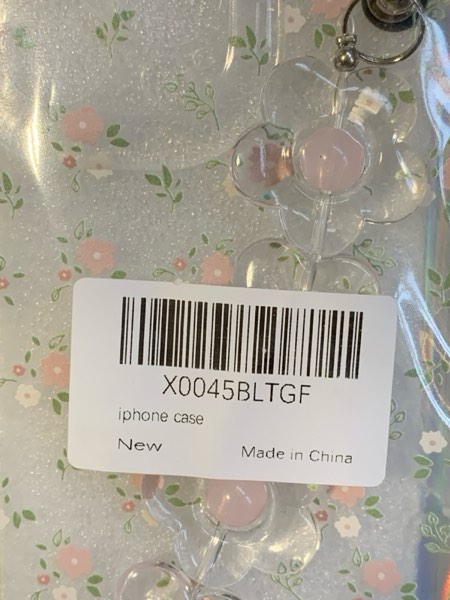 X0045BLTGF
iphone case
New
Made in China